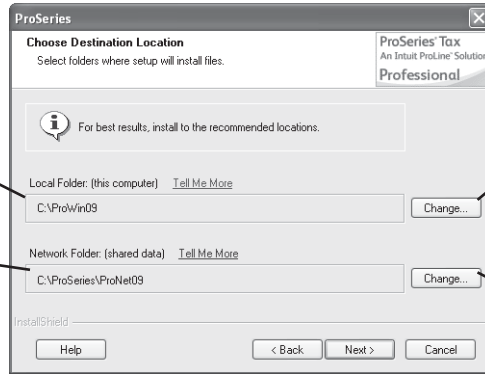 ProSeries
Choose Destination Location
Select folders where setup will install files.
ProSeries® Tax
An Intuit ProLine™ Solution
Professional
For best results, install to the recommended locations.
Local Folder: (this computer) Tell Me More
C:\ProWin09
Change...
Network Folder: (shared data) Tell Me More
C:\ProSeries\ProNet09
Change...
InstallShield
Help
< Back
Next >
Cancel